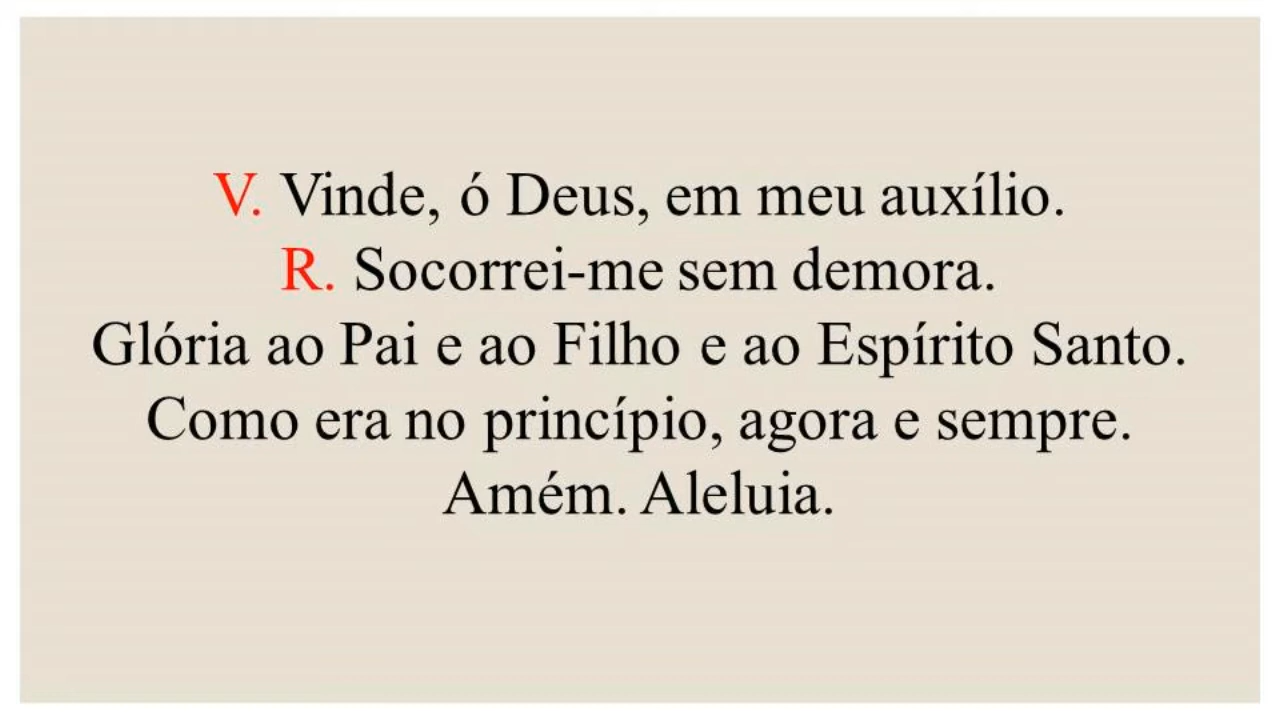 V. Vinde, ó Deus, em meu auxílio.
R. Socorrei-me sem demora.
Glória ao Pai e ao Filho e ao Espírito Santo.
Como era no princípio, agora e sempre.
Amém. Aleluia.